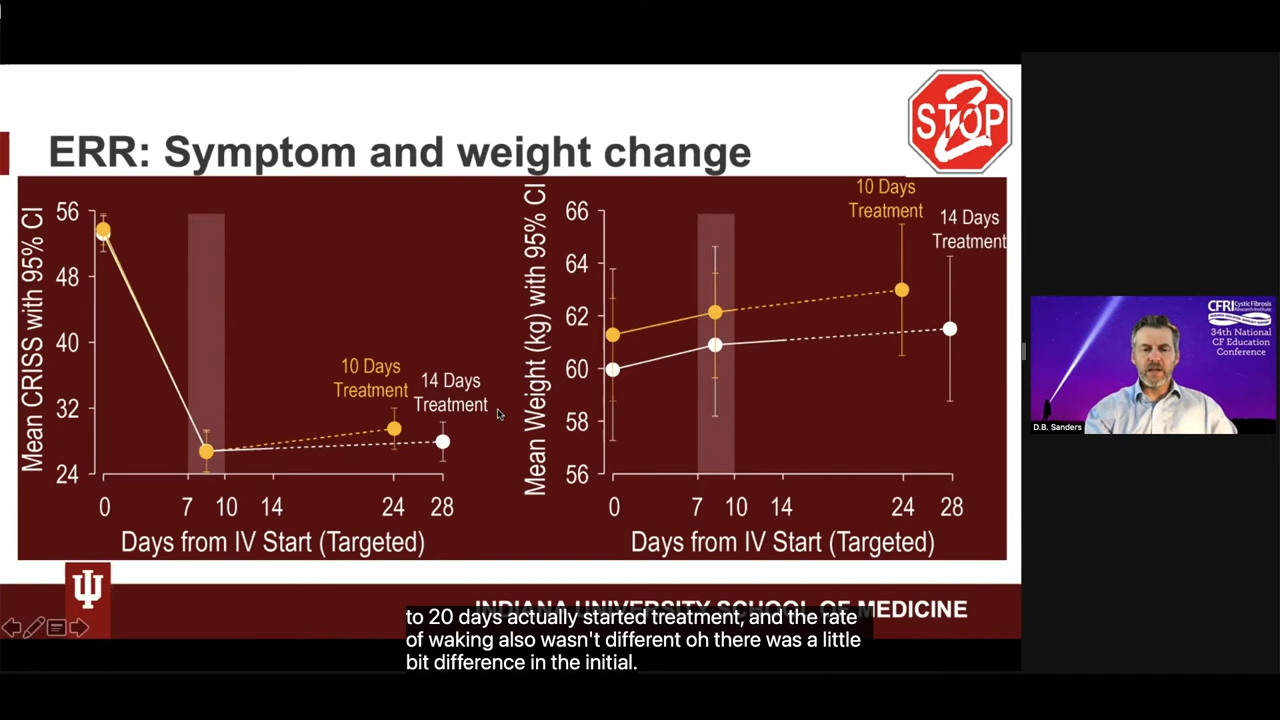 STOP
2
ERR: Symptom and weight change
Mean CRISS with 95% CI
56
48
40
32
24
10 Days
Treatment
14 Days
Treatment
0
7
10
14
24
28
Days from IV Start (Targeted)
Mean Weight (kg) with 95% CI
66
64
62
60
58
56
10 Days
Treatment
14 Days
Treatment
0
7
10
14
24
28
Days from IV Start (Targeted)
INDIANA UNIVERSITY SCHOOL OF MEDICINE
to 20 days actually started treatment, and the rate
of waking also wasn't different oh there was a little
bit difference in the initial.
CFRI
Cystic Fibrosis
Research Institute
34th National
CF Education
Conference
D.B. Sanders